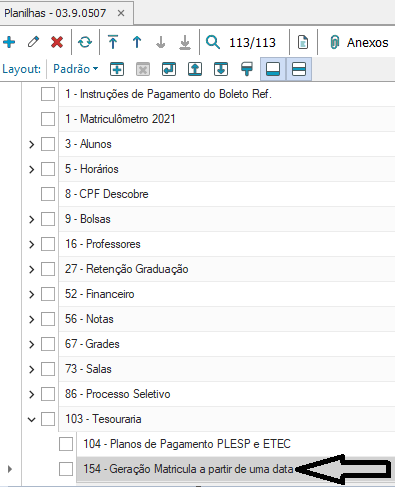 Planilhas - 03.9.0507 ×
113/113 Anexos
Layout: Padrão
1 - Instruções de Pagamento do Boleto Ref.
1 - Matriculômetro 2021
3 - Alunos
5 - Horários
8 - CPF Descobre
9 - Bolsas
16 - Professores
27 - Retenção Graduação
52 - Financeiro
56 - Notas
67 - Grades
73 - Salas
86 - Processo Seletivo
103 - Tesouraria
104 - Planos de Pagamento PLESP e ETEC
154 - Geração Matricula a partir de uma data